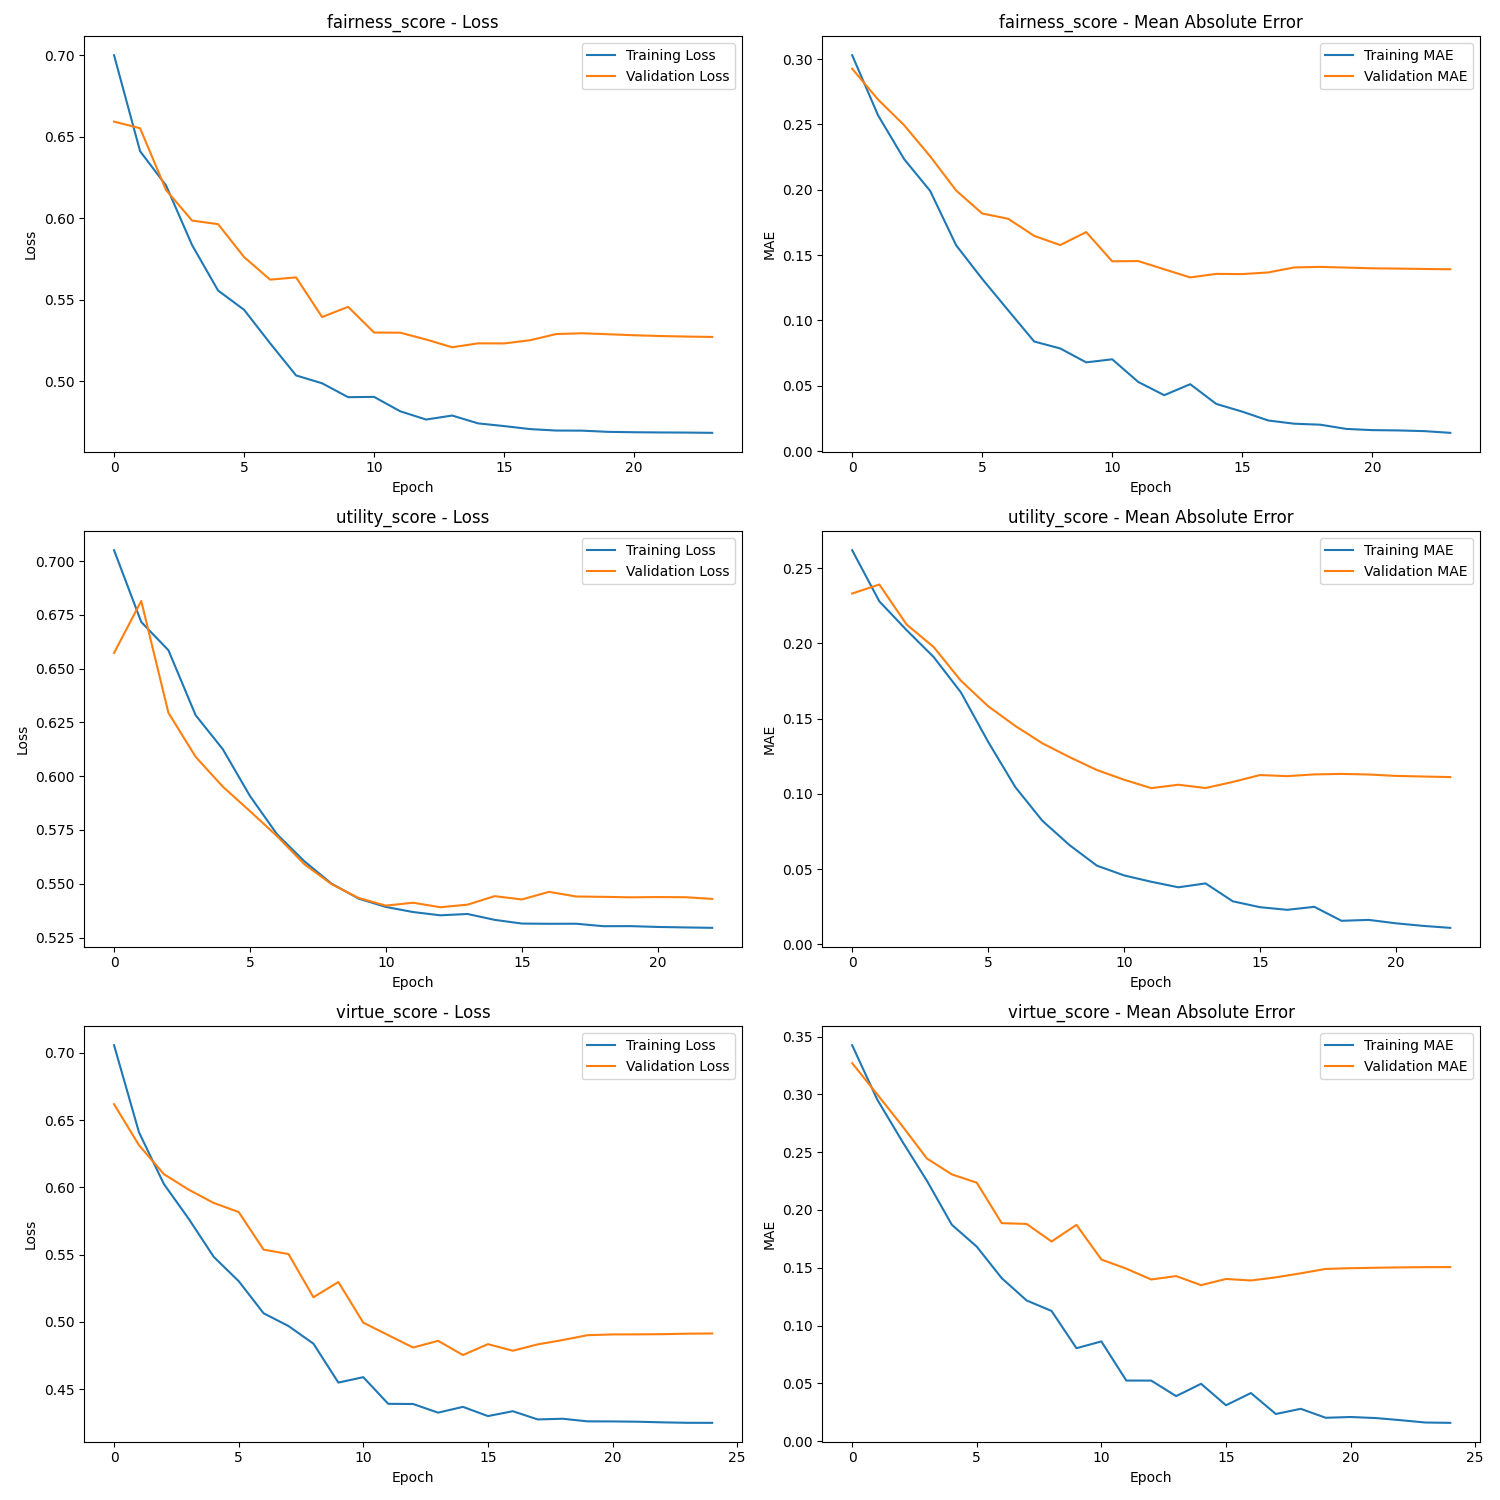 fairness_score - Loss
Training Loss
Validation Loss
0.70
0.65
0.60
0.55
0.50
Loss
0 5 10 15 20
Epoch
fairness_score - Mean Absolute Error
Training MAE
Validation MAE
0.30
0.25
0.20
0.15
0.10
0.05
0.00
MAE
0 5 10 15 20
Epoch
utility_score - Loss
Training Loss
Validation Loss
0.700
0.675
0.650
0.625
0.600
0.575
0.550
0.525
Loss
0 5 10 15 20
Epoch
utility_score - Mean Absolute Error
Training MAE
Validation MAE
0.25
0.20
0.15
0.10
0.05
0.00
MAE
0 5 10 15 20
Epoch
virtue_score - Loss
Training Loss
Validation Loss
0.70
0.65
0.60
0.55
0.50
0.45
Loss
0 5 10 15 20 25
Epoch
virtue_score - Mean Absolute Error
Training MAE
Validation MAE
0.35
0.30
0.25
0.20
0.15
0.10
0.05
0.00
MAE
0 5 10 15 20 25
Epoch